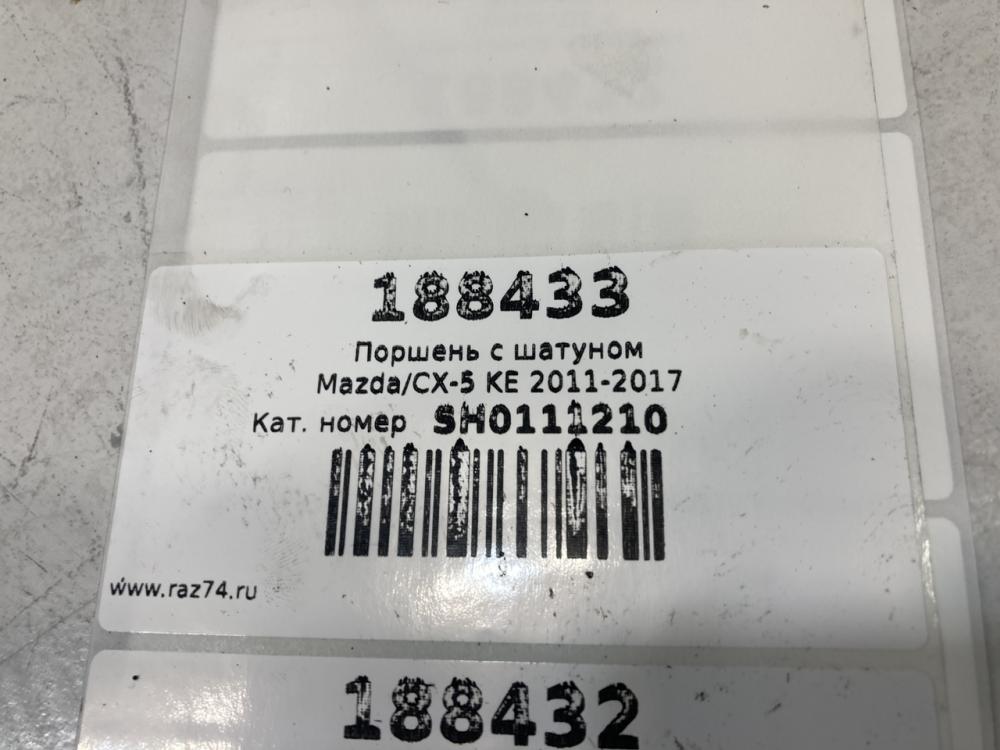 188433
Поршень с шатуном
Mazda/CX-5 KE 2011-2017
Кат. номер SH0111210
www.raz74.ru
188432